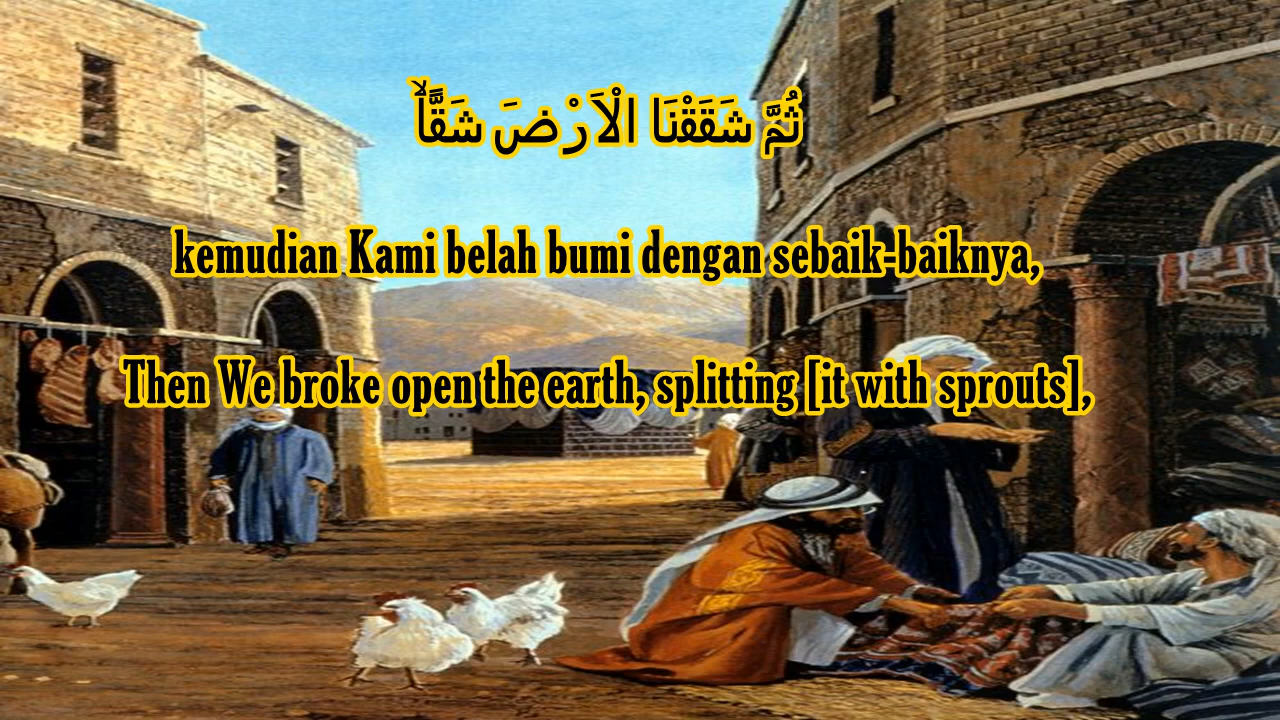 ثُمَّ شَقَقْنَا الْاَرْضَ شَقًّاۙ
kemudian Kami belah bumi dengan sebaik-baiknya,
Then We broke open the earth, splitting [it with sprouts],